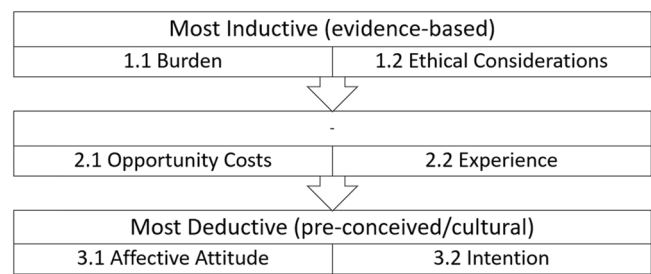 Most Inductive (evidence-based)
1.1 Burden 1.2 Ethical Considerations
-
2.1 Opportunity Costs 2.2 Experience
Most Deductive (pre-conceived/cultural)
3.1 Affective Attitude 3.2 Intention